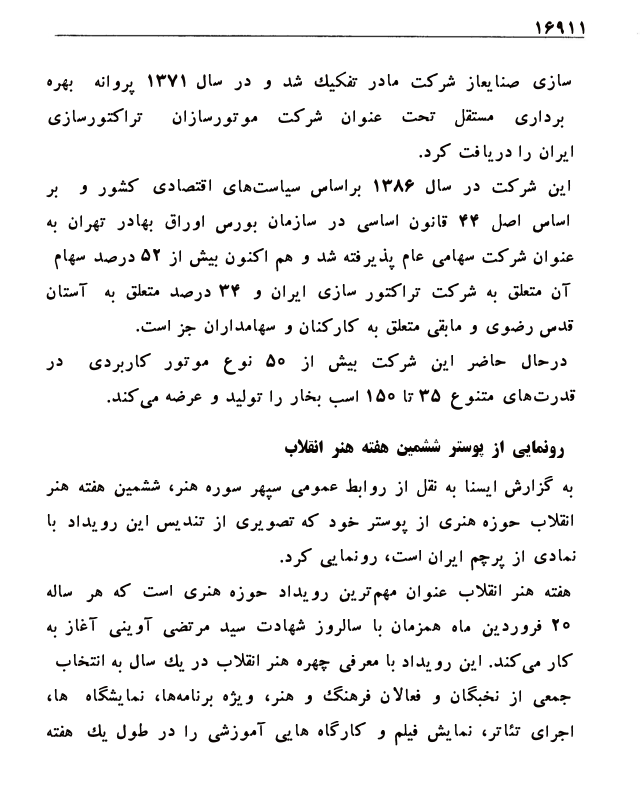 ۱۶۹۱۱
سازی صنایعاز شرکت مادر تفکیك شد و در سال ۱۳۷۱ پروانه بهره
برداری مستقل تحت عنوان شرکت موتورسازان تراکتورسازی
ایران را دریافت کرد.
این شرکت در سال ۱۳۸۶ براساس سیاست‌های اقتصادی کشور و بر
اساس اصل ۴۴ قانون اساسی در سازمان بورس اوراق بهادر تهران به
عنوان شرکت سهامی عام پذیرفته شد و هم اکنون بیش از ۵۲ درصد سهام
آن متعلق به شرکت تراکتور سازی ایران و ۳۴ درصد متعلق به آستان
قدس رضوی و مابقی متعلق به کارکنان و سهامداران جز است.
درحال حاضر این شرکت بیش از ۵۰ نوع موتور کاربردی در
قدرت‌های متنوع ۳۵ تا ۱۵۰ اسب بخار را تولید و عرضه می‌کند.
رونمایی از پوستر ششمین هفته هنر انقلاب
به گزارش ایسنا به نقل از روابط عمومی سپهر سوره هنر، ششمین هفته هنر
انقلاب حوزه هنری از پوستر خود که تصویری از تندیس این رویداد با
نمادی از پرچم ایران است، رونمایی کرد.
هفته هنر انقلاب عنوان مهم‌ترین رویداد حوزه هنری است که هر ساله
۲۰ فروردین ماه همزمان با سالروز شهادت سید مرتضی آوینی آغاز به
کار می‌کند. این رویداد با معرفی چهره هنر انقلاب در یك سال به انتخاب
جمعی از نخبگان و فعالان فرهنگ و هنر، ویژه برنامه‌ها، نمایشگاه ها،
اجرای تئاتر، نمایش فیلم و کارگاه هایی آموزشی را در طول یك هفته